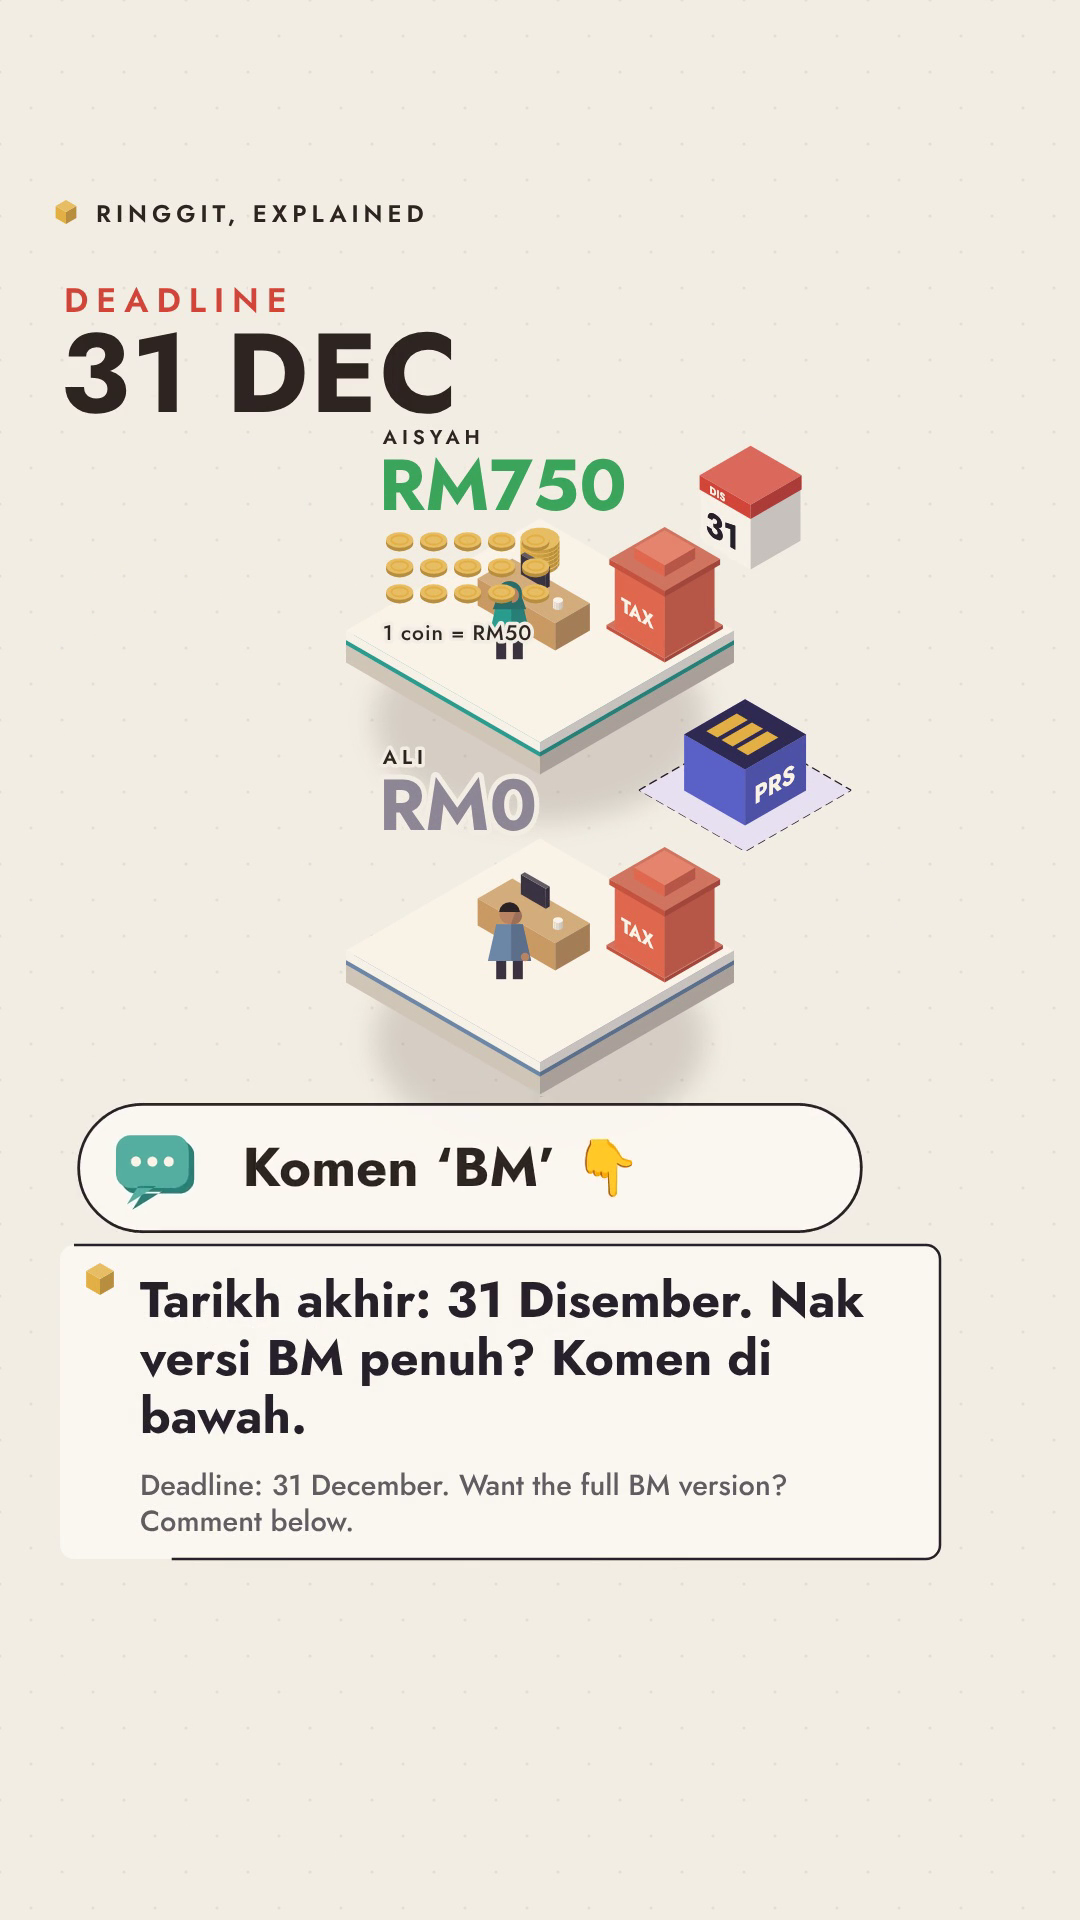 RINGGIT, EXPLAINED
DEADLINE
31 DEC
AISYAH
RM750
DIS
31
TAX
1 coin = RM50
ALI
RM0
PRS
TAX
Komen ‘BM’ 👇
Tarikh akhir: 31 Disember. Nak
versi BM penuh? Komen di
bawah.
Deadline: 31 December. Want the full BM version?
Comment below.